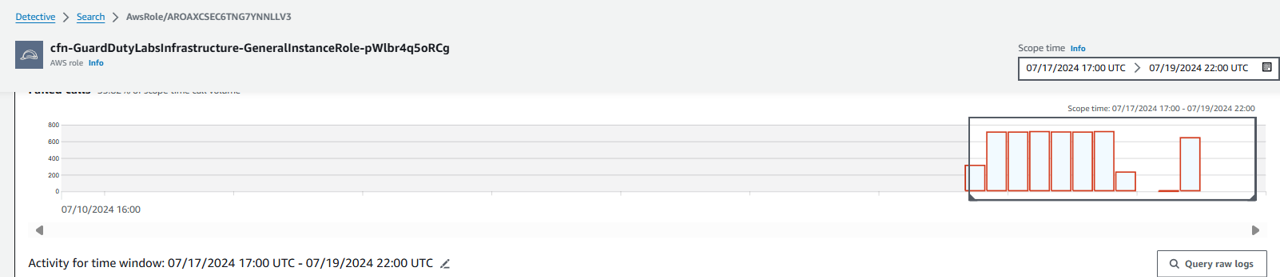 Detective > Search > AwsRole/AROAXCSEC6TNG7YNNLLV3
cfn-GuardDutyLabsInfrastructure-GeneralInstanceRole-pWlbr4q5oRCg
AWS role Info
Scope time Info
07/17/2024 17:00 UTC > 07/19/2024 22:00 UTC
Scope time: 07/17/2024 17:00 - 07/19/2024 22:00
800
600
400
200
0
07/10/2024 16:00
Activity for time window: 07/17/2024 17:00 UTC - 07/19/2024 22:00 UTC
Query raw logs